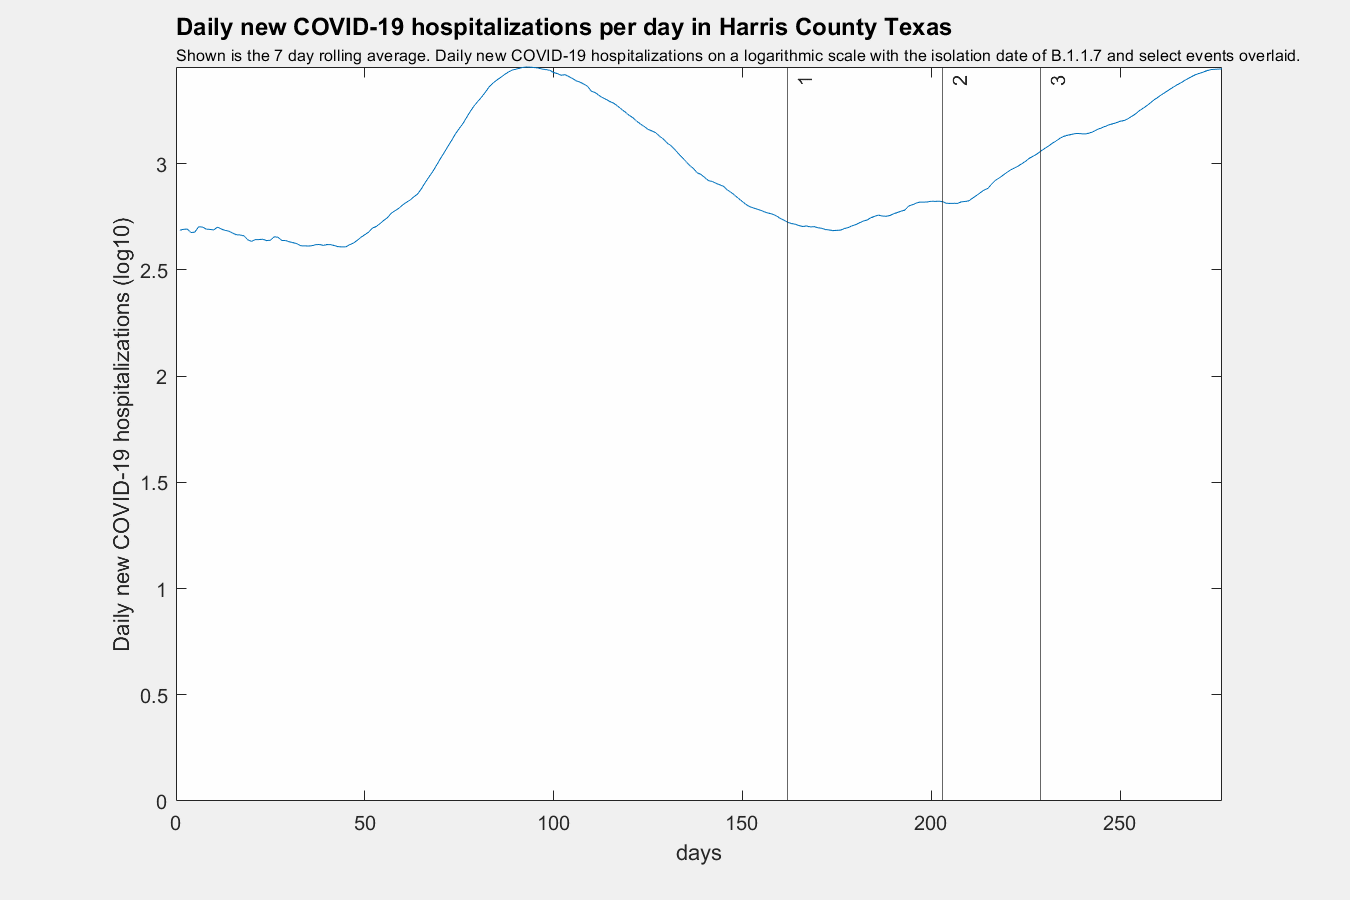 Daily new COVID-19 hospitalizations per day in Harris County Texas
Shown is the 7 day rolling average. Daily new COVID-19 hospitalizations on a logarithmic scale with the isolation date of B.1.1.7 and select events overlaid.
1
2
3
Daily new COVID-19 hospitalizations (log10)
3
2.5
2
1.5
1
0.5
0
0 50 100 150 200 250
days